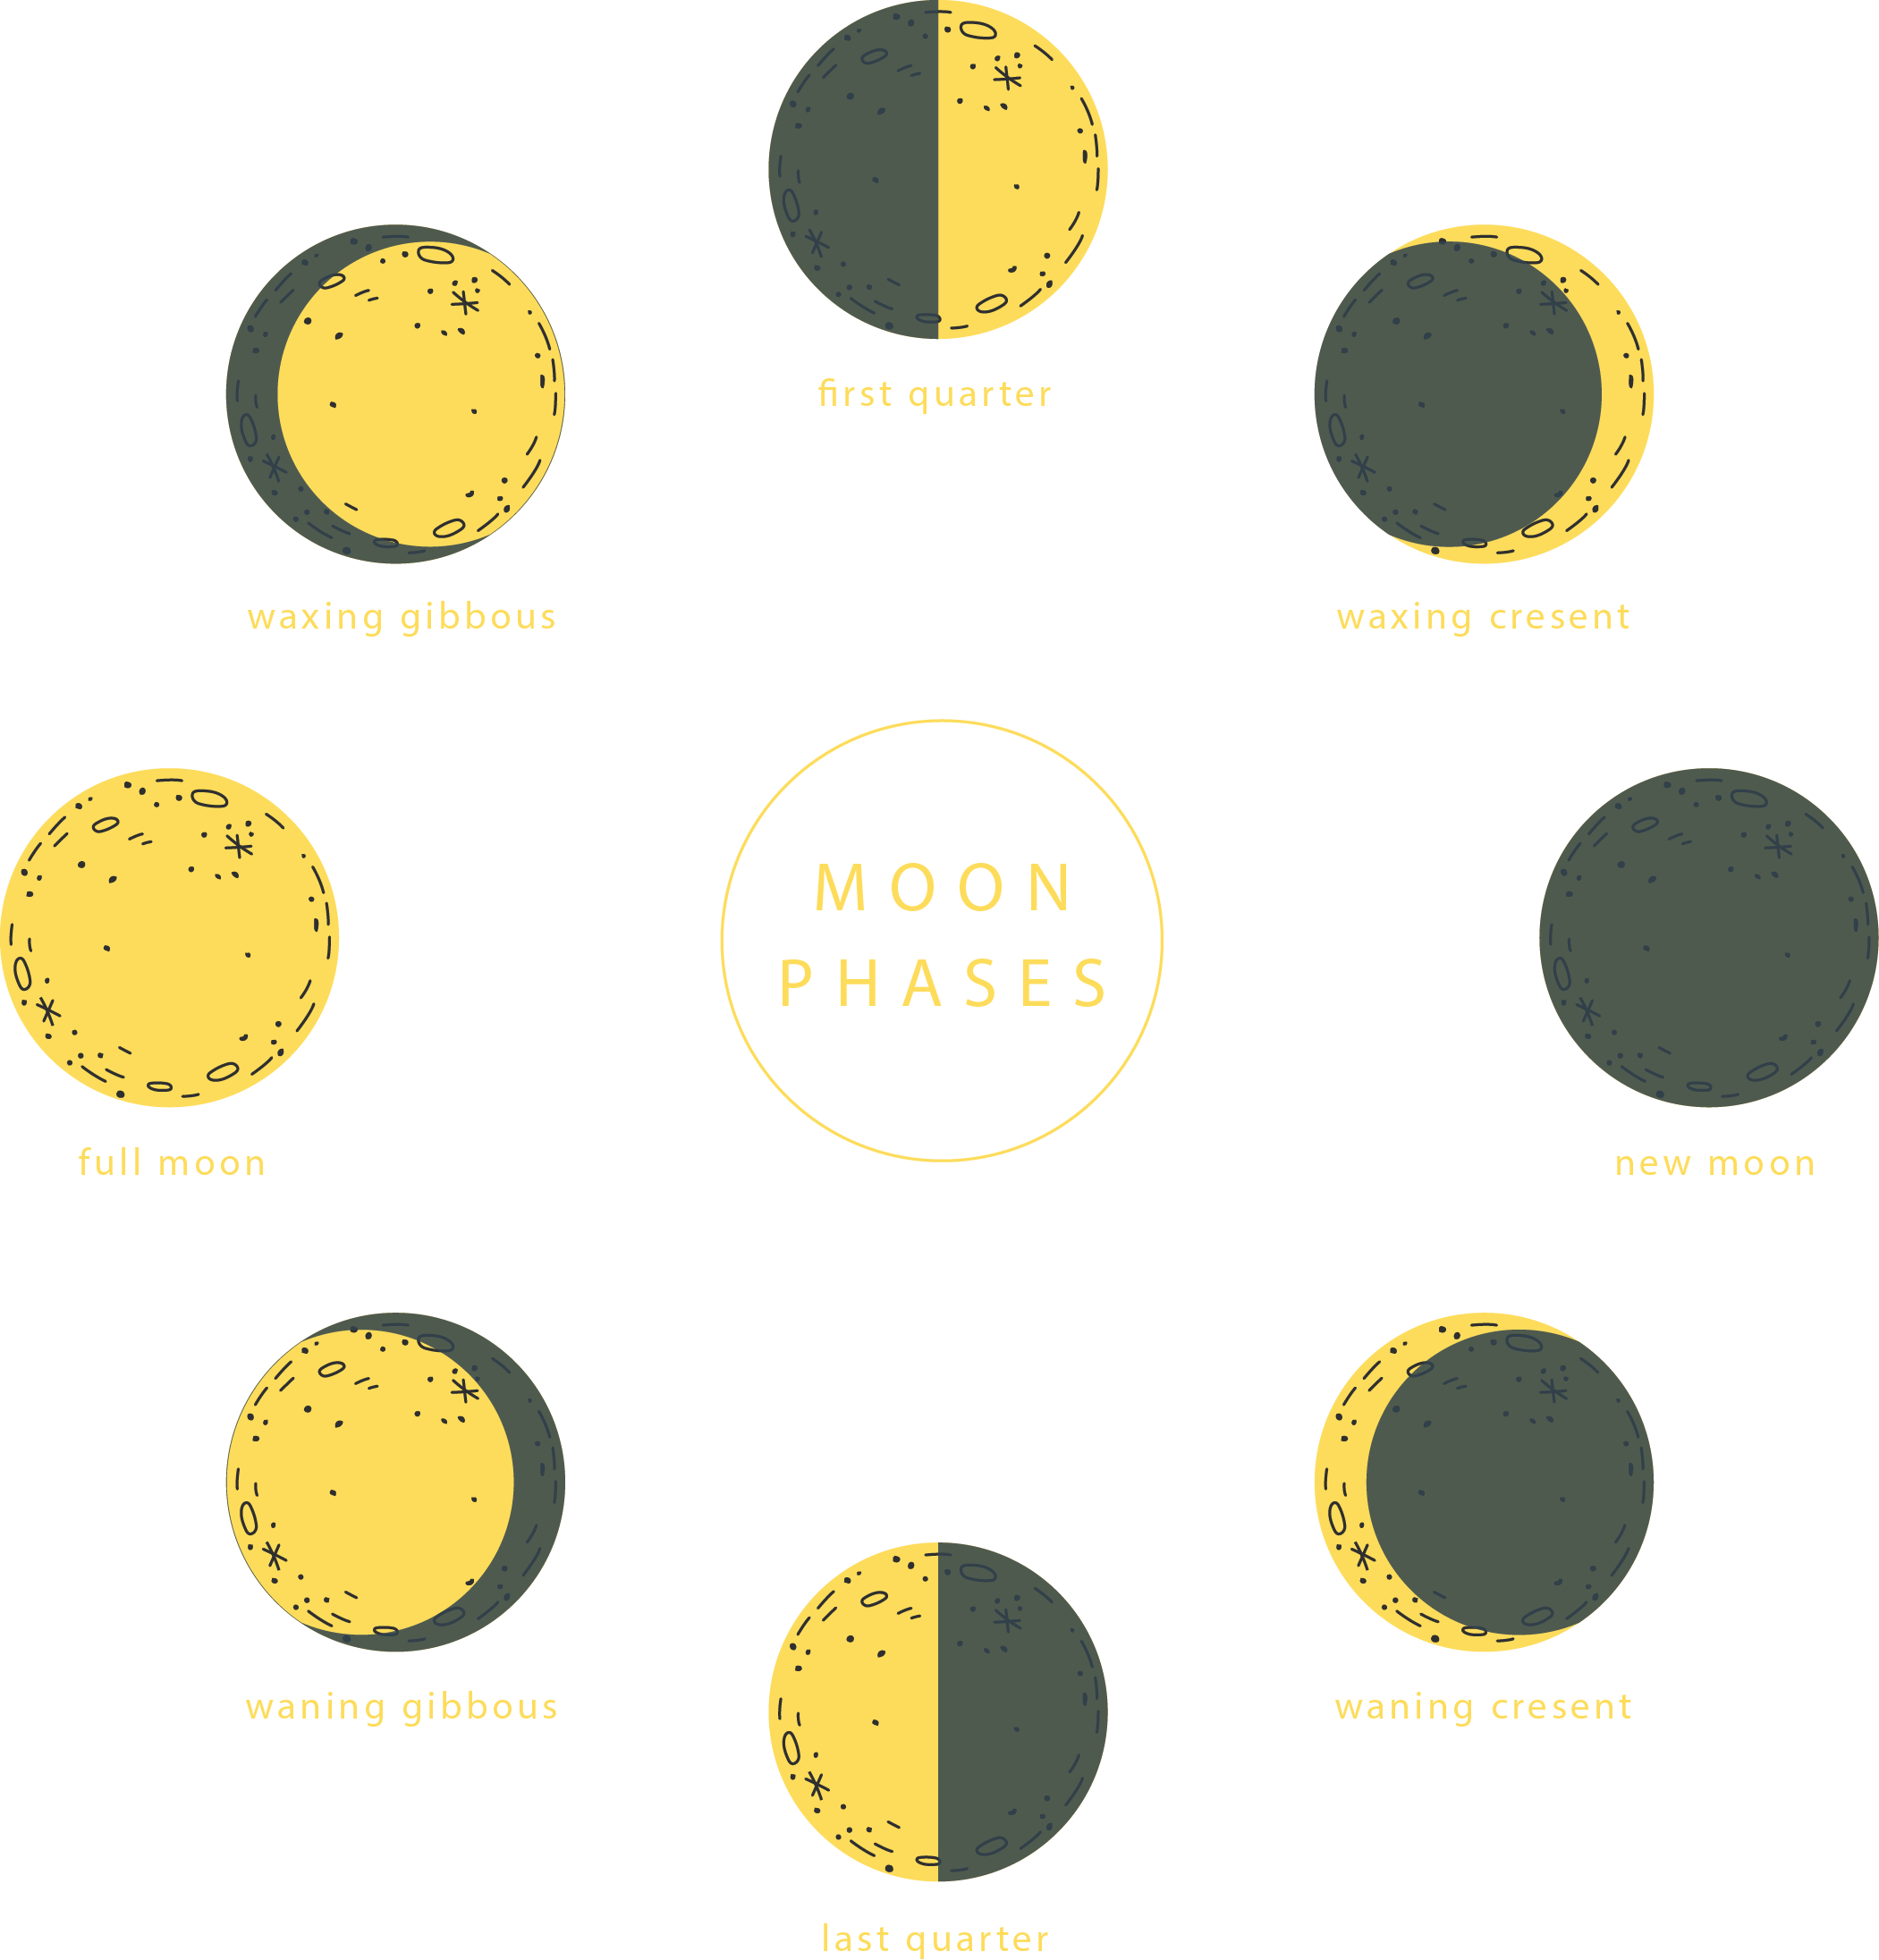 first quarter
waxing gibbous
waxing cresent
MOON
PHASES
full moon
new moon
waning gibbous
waning cresent
last quarter